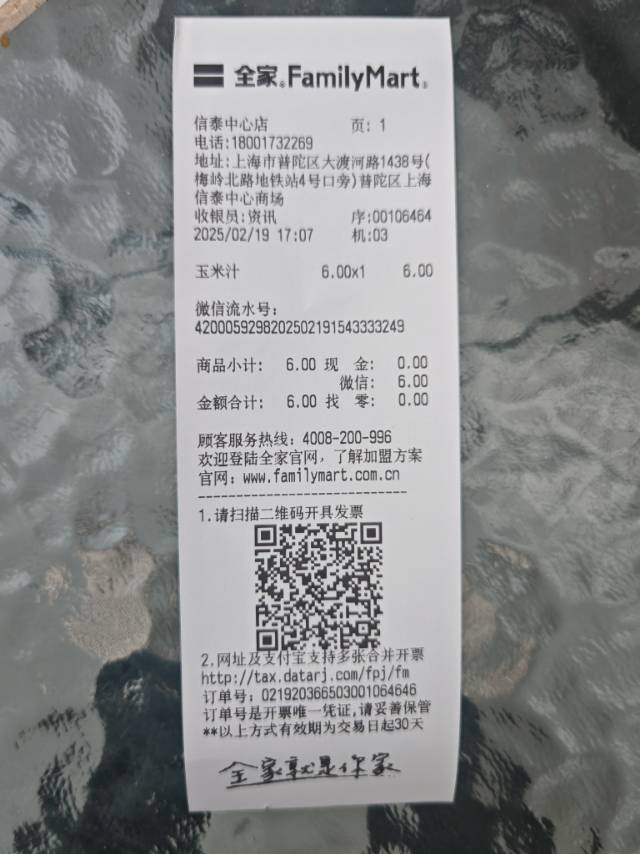 全家 FamilyMart
信泰中心店 页: 1
电话:18001732269
地址:上海市普陀区大渡河路1438号(
梅岭北路地铁站4号口旁)普陀区上海
信泰中心商场
收银员:资讯 序:00106464
2025/02/19 17:07 机:03
玉米汁 6.00x1 6.00
微信流水号:
4200059298202502191543333249
商品小计: 6.00 现 金: 0.00
微信: 6.00
金额合计: 6.00 找 零: 0.00
顾客服务热线:4008-200-996
欢迎登陆全家官网,了解加盟方案
官网:www.familymart.com.cn
------------------------------
1.请扫描二维码开具发票
2.网址及支付宝支持多张合并开票
http://tax.datarj.com/fpj/fm
订单号: 021920366503001064646
订单号是开票唯一凭证,请妥善保管
**以上方式有效期为交易日起30天
全家就是你家